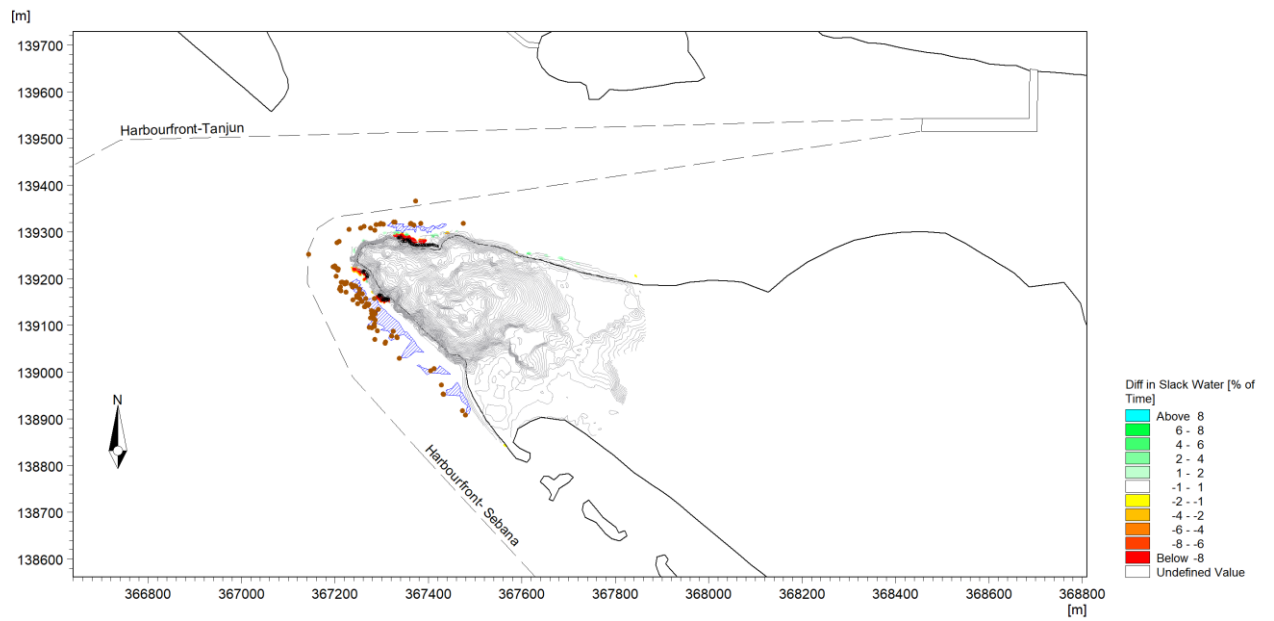 [m]
139700
139600
139500
139400
139300
139200
139100
139000
138900
138800
138700
138600
Harbourfront-Tanjun
Harbourfront- Sebana
N
366800 367000 367200 367400 367600 367800 368000 368200 368400 368600 368800
[m]
Diff in Slack Water [% of
Time]
Above 8
6 - 8
4 - 6
2 - 4
1 - 2
-1 - 1
-2 - -1
-4 - -2
-6 - -4
-8 - -6
Below -8
Undefined Value